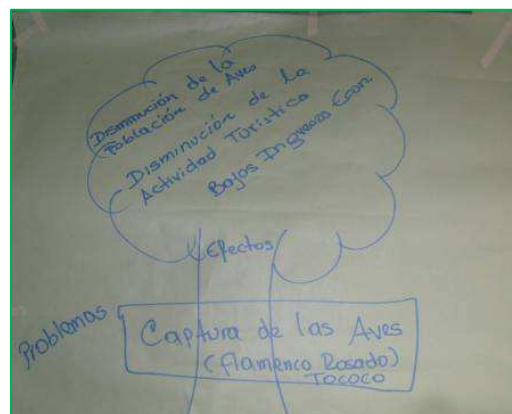 Disminución de la
Población de Aves
Disminución de la
Actividad Turistica
Bajos Ingresos Econ.
Efectos
Problemas
Captura de las Aves
(Flamenco Rosado)
Tococo